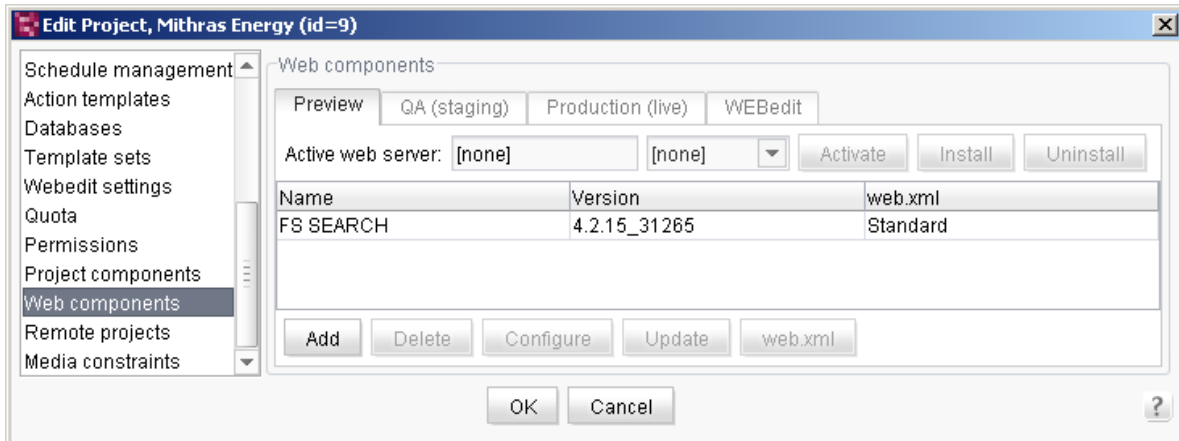 Edit Project, Mithras Energy (id=9)
Schedule management
Action templates
Databases
Template sets
Webedit settings
Quota
Permissions
Project components
Web components
Remote projects
Media constraints
Web components
Preview QA (staging) Production (live) WEBedit
Active web server: [none] [none] Activate Install Uninstall
Name Version web.xml
FS SEARCH 4.2.15_31265 Standard
Add Delete Configure Update web.xml
OK Cancel ?